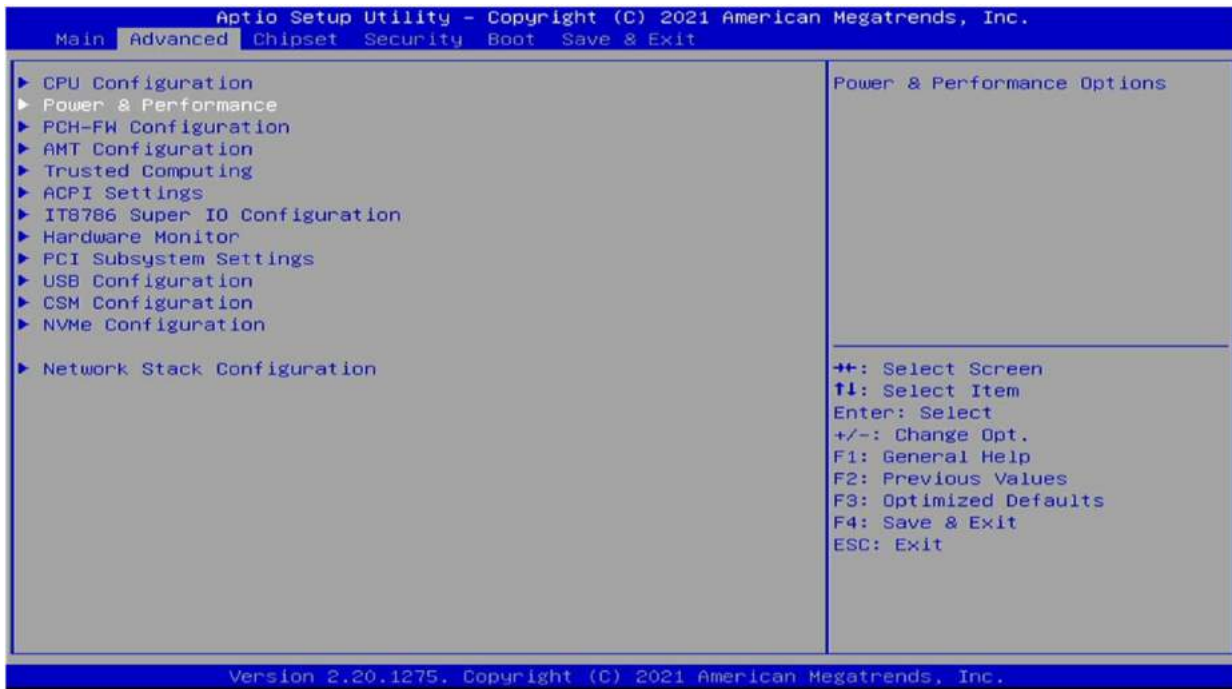 Aptio Setup Utility – Copyright (C) 2021 American Megatrends, Inc.
Main Advanced Chipset Security Boot Save & Exit
► CPU Configuration
► Power & Performance
► PCH-FW Configuration
► AMT Configuration
► Trusted Computing
► ACPI Settings
► IT8786 Super IO Configuration
► Hardware Monitor
► PCI Subsystem Settings
► USB Configuration
► CSM Configuration
► NVMe Configuration
► Network Stack Configuration
Power & Performance Options
→←: Select Screen
↑↓: Select Item
Enter: Select
+/-: Change Opt.
F1: General Help
F2: Previous Values
F3: Optimized Defaults
F4: Save & Exit
ESC: Exit
Version 2.20.1275. Copyright (C) 2021 American Megatrends, Inc.